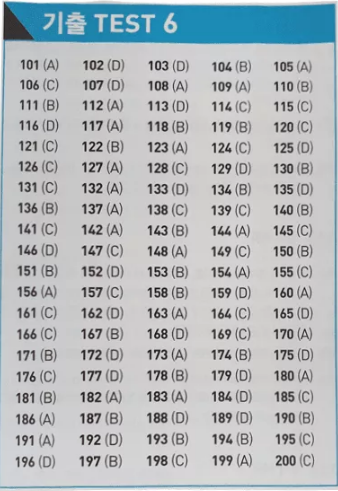 기출 TEST 6
101 (A) 102 (D) 103 (D) 104 (B) 105 (A)
106 (C) 107 (D) 108 (A) 109 (A) 110 (B)
111 (B) 112 (A) 113 (D) 114 (C) 115 (C)
116 (D) 117 (A) 118 (B) 119 (B) 120 (C)
121 (C) 122 (B) 123 (A) 124 (C) 125 (D)
126 (C) 127 (A) 128 (C) 129 (D) 130 (B)
131 (C) 132 (A) 133 (D) 134 (B) 135 (D)
136 (B) 137 (A) 138 (C) 139 (C) 140 (B)
141 (C) 142 (A) 143 (B) 144 (A) 145 (C)
146 (D) 147 (C) 148 (A) 149 (C) 150 (B)
151 (B) 152 (D) 153 (B) 154 (A) 155 (C)
156 (A) 157 (C) 158 (B) 159 (D) 160 (A)
161 (C) 162 (D) 163 (A) 164 (C) 165 (D)
166 (C) 167 (B) 168 (D) 169 (C) 170 (A)
171 (B) 172 (D) 173 (A) 174 (B) 175 (D)
176 (C) 177 (D) 178 (B) 179 (D) 180 (A)
181 (B) 182 (A) 183 (A) 184 (D) 185 (C)
186 (A) 187 (B) 188 (D) 189 (D) 190 (B)
191 (A) 192 (D) 193 (B) 194 (B) 195 (C)
196 (D) 197 (B) 198 (C) 199 (A) 200 (C)